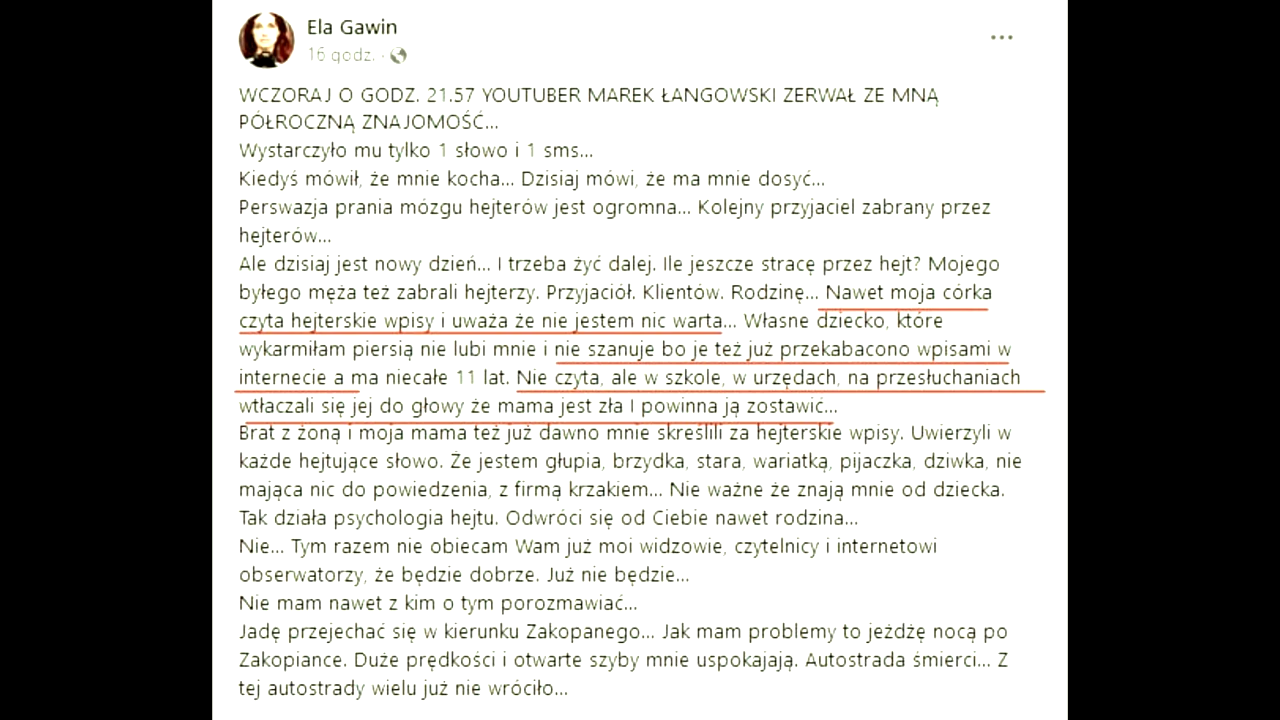 Ela Gawin
16 godz. ·
WCZORAJ O GODZ. 21.57 YOUTUBER MAREK ŁANGOWSKI ZERWAŁ ZE MNĄ
PÓŁROCZNĄ ZNAJOMOŚĆ...
Wystarczyło mu tylko 1 słowo i 1 sms...
Kiedyś mówił, że mnie kocha... Dzisiaj mówi, że ma mnie dosyć...
Perswazja prania mózgu hejterów jest ogromna... Kolejny przyjaciel zabrany przez
hejterów...
Ale dzisiaj jest nowy dzień... I trzeba żyć dalej. Ile jeszcze stracę przez hejt? Mojego
byłego męża też zabrali hejterzy. Przyjaciół. Klientów. Rodzinę... Nawet moja córka
czyta hejterskie wpisy i uważa że nie jestem nic warta... Własne dziecko, które
wykarmiłam piersią nie lubi mnie i nie szanuje bo je też już przekabacono wpisami w
internecie a ma niecałe 11 lat. Nie czyta, ale w szkole, w urzędach, na przesłuchaniach
wtłaczali się jej do głowy że mama jest zła I powinna ją zostawić...
Brat z żoną i moja mama też już dawno mnie skreślili za hejterskie wpisy. Uwierzyli w
każde hejtujące słowo. Że jestem głupia, brzydka, stara, wariatką, pijaczka, dziwka, nie
mająca nic do powiedzenia, z firmą krzakiem... Nie ważne że znają mnie od dziecka.
Tak działa psychologia hejtu. Odwróci się od Ciebie nawet rodzina...
Nie... Tym razem nie obiecam Wam już moi widzowie, czytelnicy i internetowi
obserwatorzy, że będzie dobrze. Już nie będzie...
Nie mam nawet z kim o tym porozmawiać...
Jadę przejechać się w kierunku Zakopanego... Jak mam problemy to jeżdżę nocą po
Zakopiance. Duże prędkości i otwarte szyby mnie uspokajają. Autostrada śmierci... Z
tej autostrady wielu już nie wróciło...